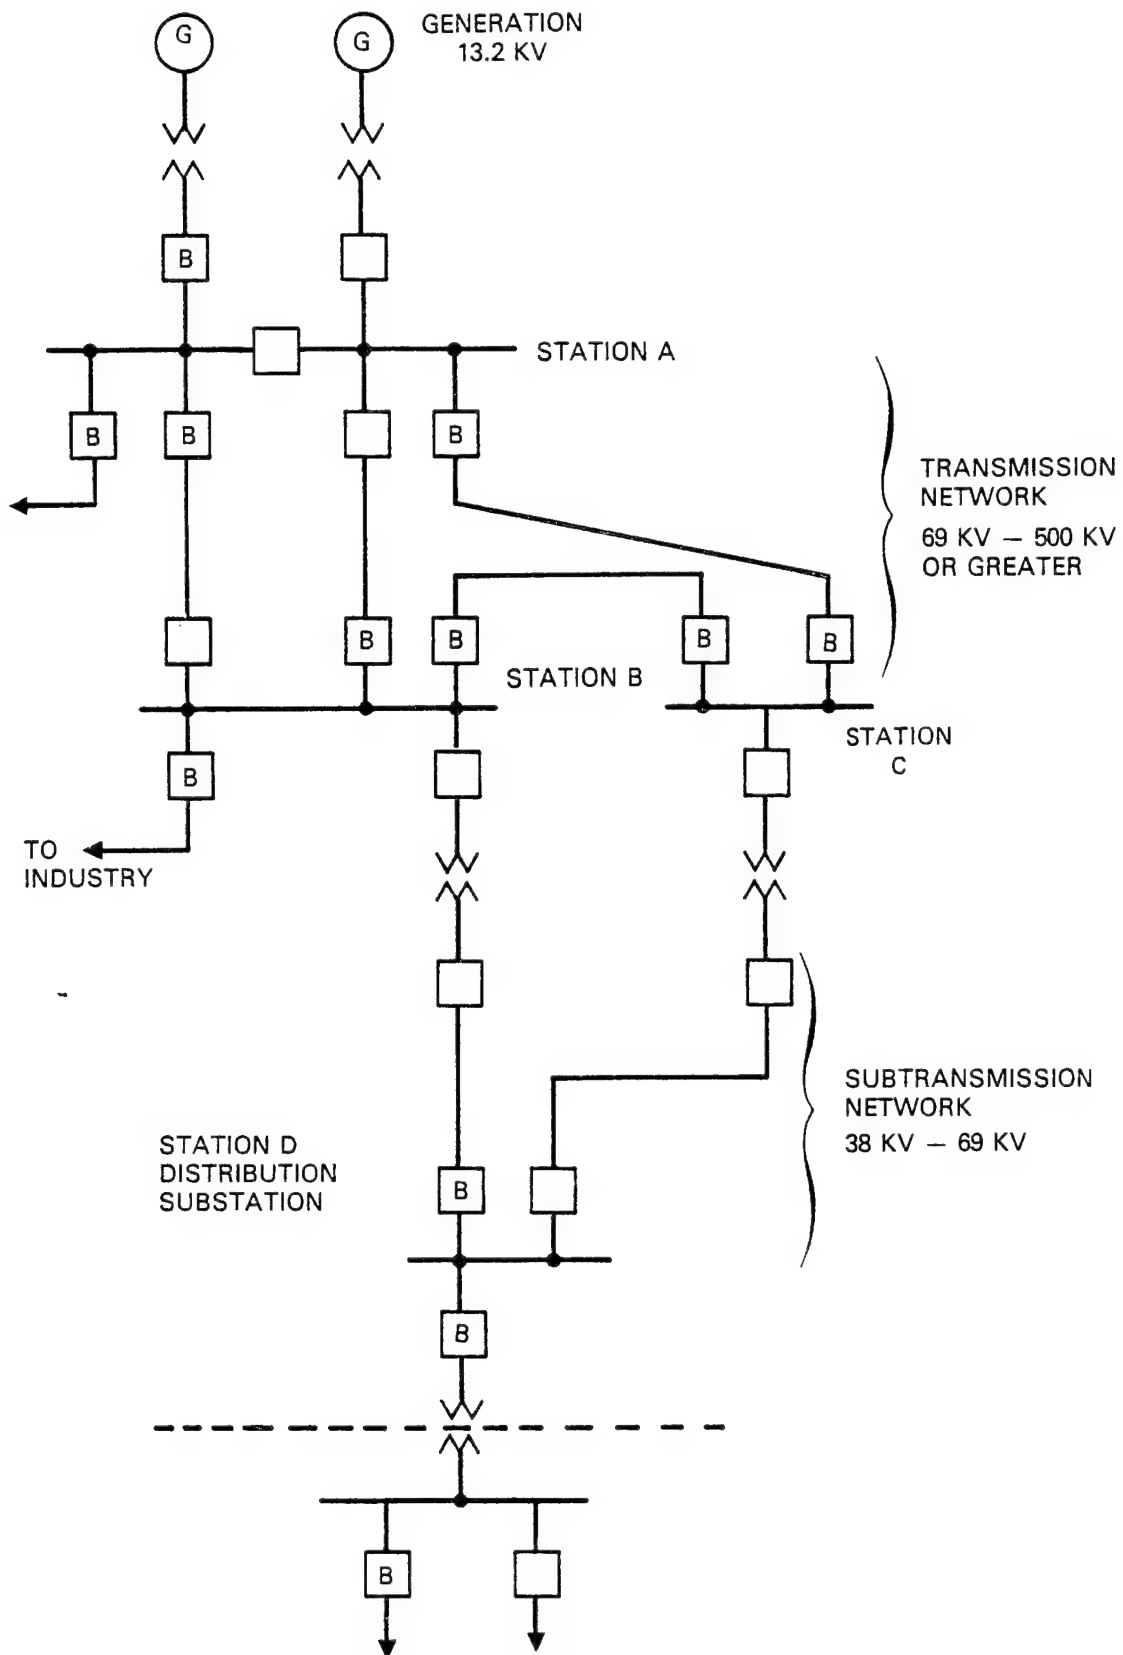 G
G
GENERATION
13.2 KV
B
STATION A
B
B
B
TRANSMISSION
NETWORK
69 KV — 500 KV
OR GREATER
B
B
B
B
STATION B
STATION
C
B
TO
INDUSTRY
SUBTRANSMISSION
NETWORK
38 KV — 69 KV
STATION D
DISTRIBUTION
SUBSTATION
B
B
B